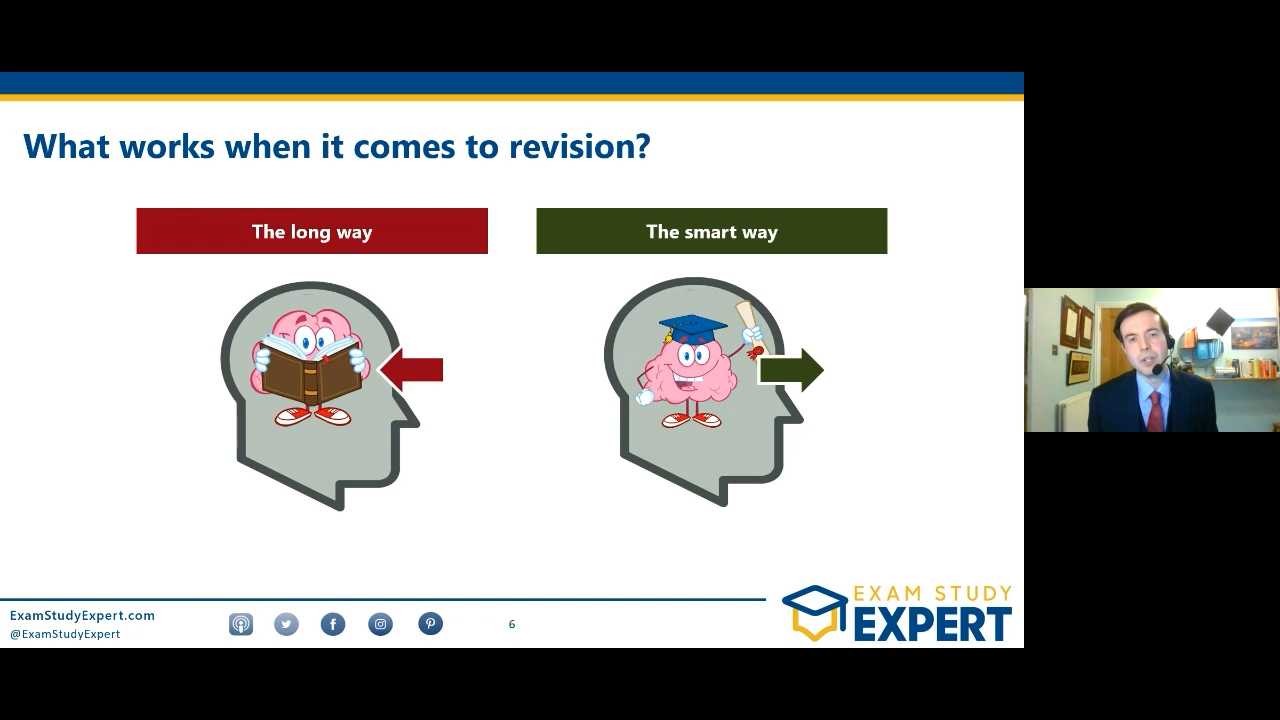 What works when it comes to revision?
The long way
The smart way
ExamStudyExpert.com
@ExamStudyExpert
6
EXAM STUDY
EXPERT